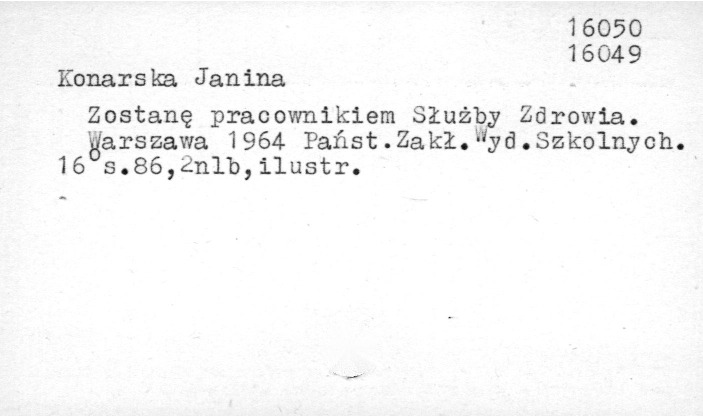 16050
16049
Konarska Janina
Zostanę pracownikiem Służby Zdrowia.
Warszawa 1964 Państ.Zakł.Wyd.Szkolnych.
16° s.86,2nlb,ilustr.